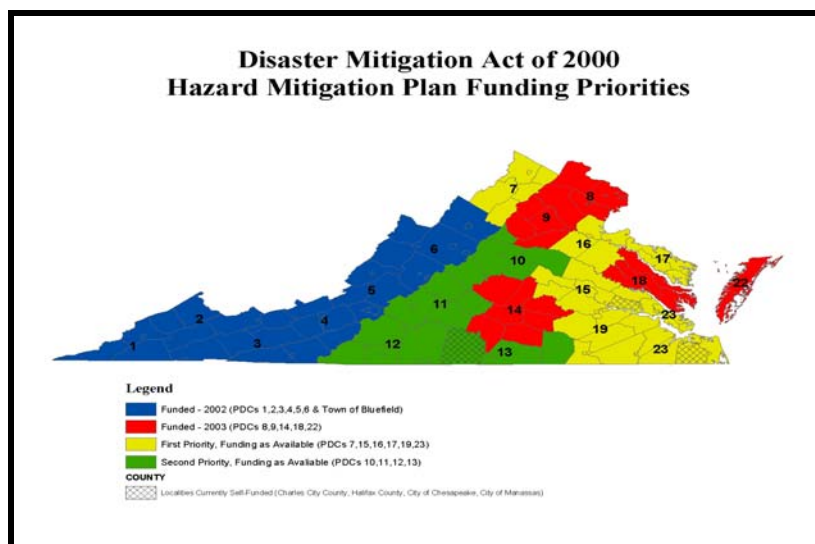 Disaster Mitigation Act of 2000
Hazard Mitigation Plan Funding Priorities
7
8
9
16
6
10
17
22
18
5
15
11
2
14
23
4
19
1
3
12
13
23
Legend
Funded - 2002 (PDCs 1,2,3,4,5,6 & Town of Bluefield)
Funded - 2003 (PDCs 8,9,14,18,22)
First Priority, Funding as Available (PDCs 7,15,16,17,19,23)
Second Priority, Funding as Avaliable (PDCs 10,11,12,13)
COUNTY
Localities Currently Self-Funded (Charles City County, Halifax County, City of Chesapeake, City of Manassas)